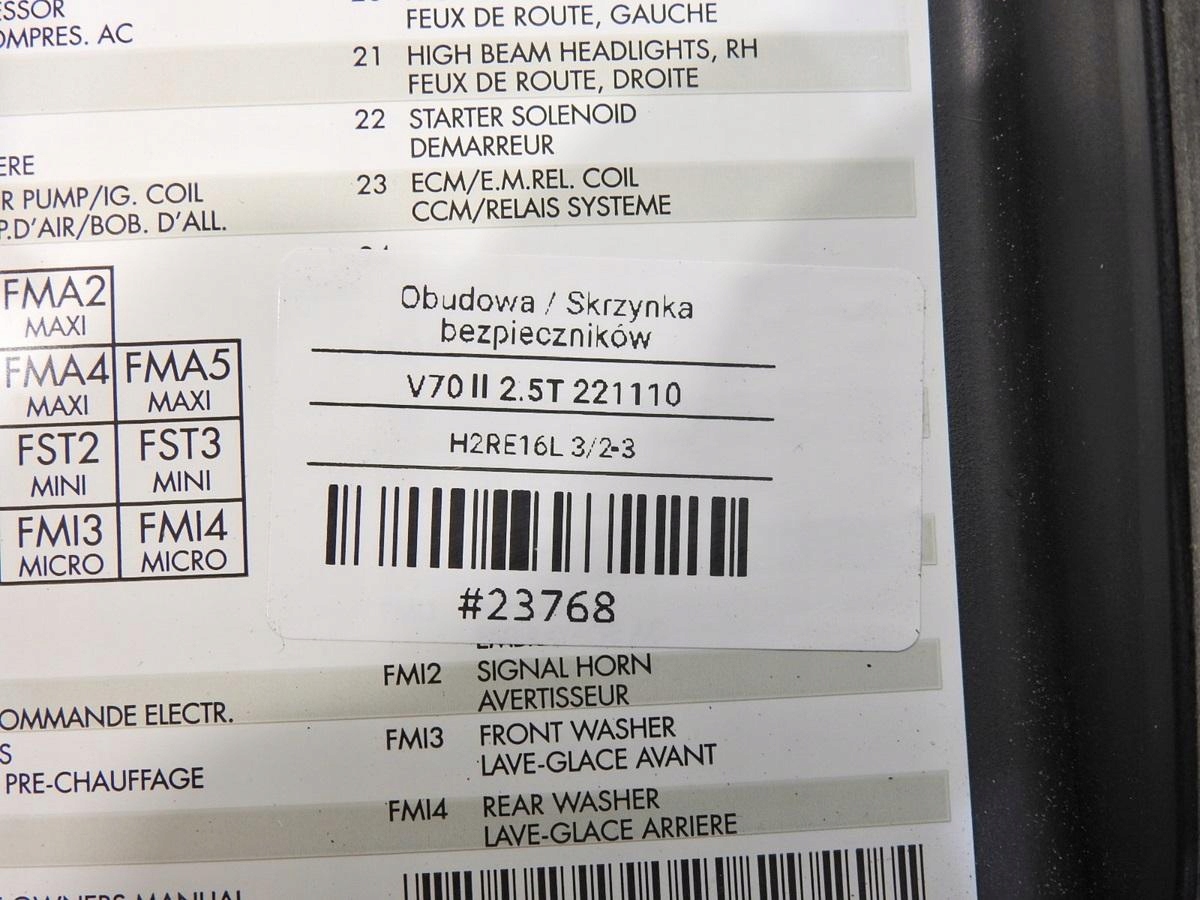 SSOR
OMPRES. AC
ERE
R PUMP/IG. COIL
P.D'AIR/BOB. D'ALL.
FEUX DE ROUTE, GAUCHE
21 HIGH BEAM HEADLIGHTS, RH
FEUX DE ROUTE, DROITE
22 STARTER SOLENOID
DEMARREUR
23 ECM/E.M.REL. COIL
CCM/RELAIS SYSTEME
FMA2
MAXI
FMA4 FMA5
MAXI MAXI
FST2 FST3
MINI MINI
FMI3 FMI4
MICRO MICRO
Obudowa / Skrzynka
bezpieczników
V70 II 2.5T 221110
H2RE16L 3/2-3
#23768
OMMANDE ELECTR.
S
PRE-CHAUFFAGE
FMI2 SIGNAL HORN
AVERTISSEUR
FMI3 FRONT WASHER
LAVE-GLACE AVANT
FMI4 REAR WASHER
LAVE-GLACE ARRIERE
OWNERS MANUAL